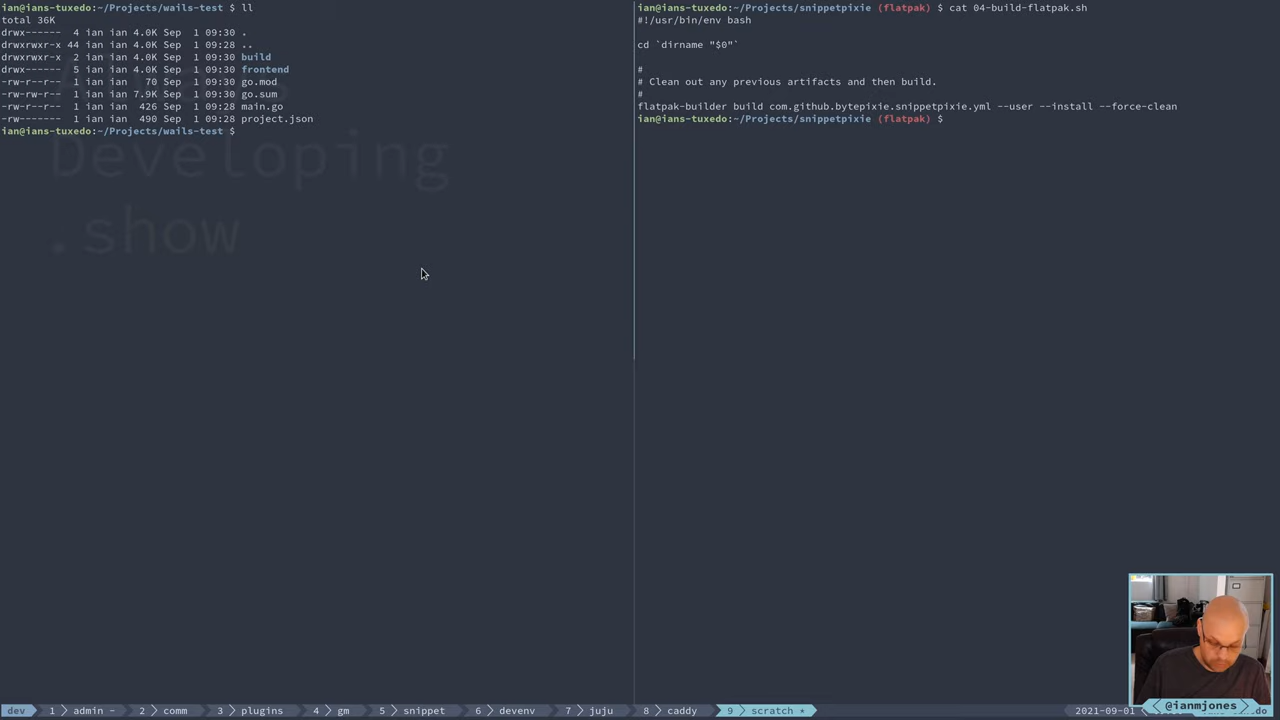 ian@ians-tuxedo:~/Projects/wails-test $ ll
total 36K
drwx------  4 ian ian 4.0K Sep  1 09:30 .
drwxrwxr-x 44 ian ian 4.0K Sep  1 09:28 ..
drwxrwxr-x  2 ian ian 4.0K Sep  1 09:30 build
drwx------  5 ian ian 4.0K Sep  1 09:30 frontend
-rw-r--r--  1 ian ian   70 Sep  1 09:30 go.mod
-rw-rw-r--  1 ian ian 7.9K Sep  1 09:30 go.sum
-rw-r--r--  1 ian ian  426 Sep  1 09:28 main.go
-rw-------  1 ian ian  490 Sep  1 09:28 project.json
ian@ians-tuxedo:~/Projects/wails-test $
Developing
.show
ian@ians-tuxedo:~/Projects/snippetpixie (flatpak) $ cat 04-build-flatpak.sh
#!/usr/bin/env bash
cd `dirname "$0"`
#
# Clean out any previous artifacts and then build.
#
flatpak-builder build com.github.bytepixie.snippetpixie.yml --user --install --force-clean
ian@ians-tuxedo:~/Projects/snippetpixie (flatpak) $
dev 1 admin - 2 comm 3 plugins 4 gm 5 snippet 6 devenv 7 juju 8 caddy 9 scratch * 2021-09-01
@ianmjones